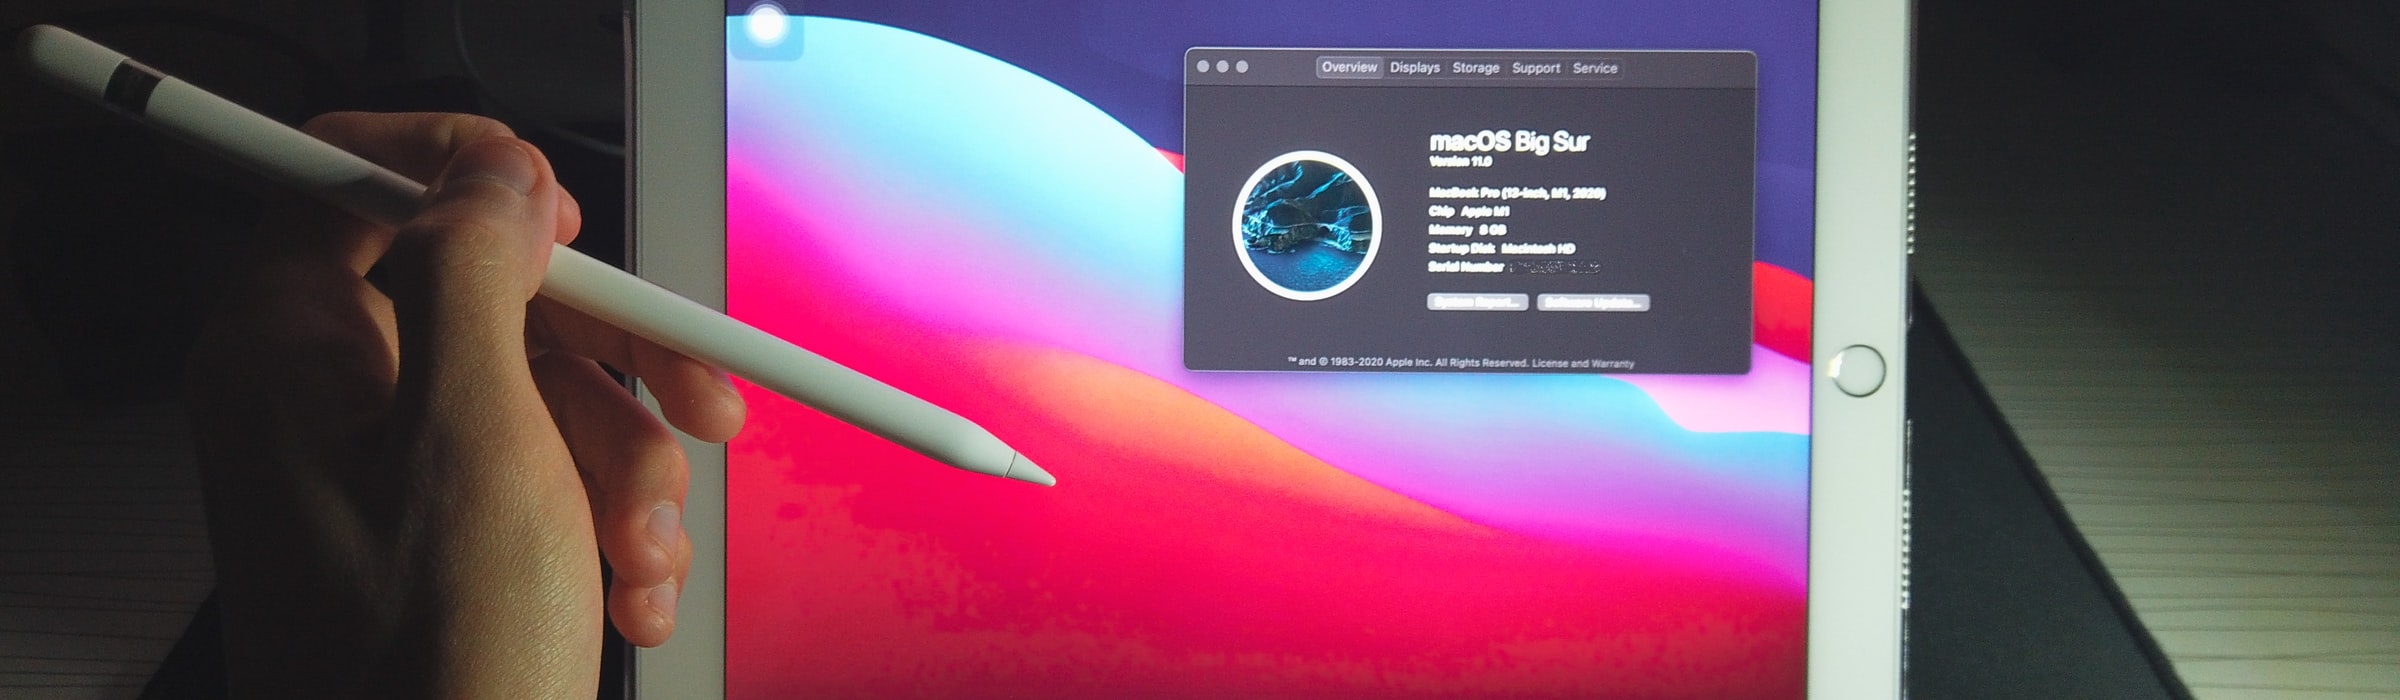 Overview Displays Storage Support Service
macOS Big Sur
Version 11.0
MacBook Pro (13-inch, M1, 2020)
Chip Apple M1
Memory 8 GB
Startup Disk Macintosh HD
Serial Number
System Report... Software Update...
™ and © 1983-2020 Apple Inc. All Rights Reserved. License and Warranty